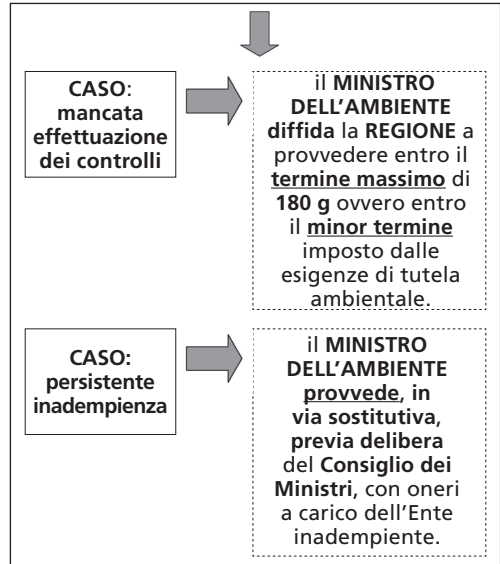 CASO:
mancata
effettuazione
dei controlli
il MINISTRO
DELL’AMBIENTE
diffida la REGIONE a
provvedere entro il
termine massimo di
180 g ovvero entro
il minor termine
imposto dalle
esigenze di tutela
ambientale.
CASO:
persistente
inadempienza
il MINISTRO
DELL’AMBIENTE
provvede, in
via sostitutiva,
previa delibera
del Consiglio dei
Ministri, con oneri
a carico dell’Ente
inadempiente.